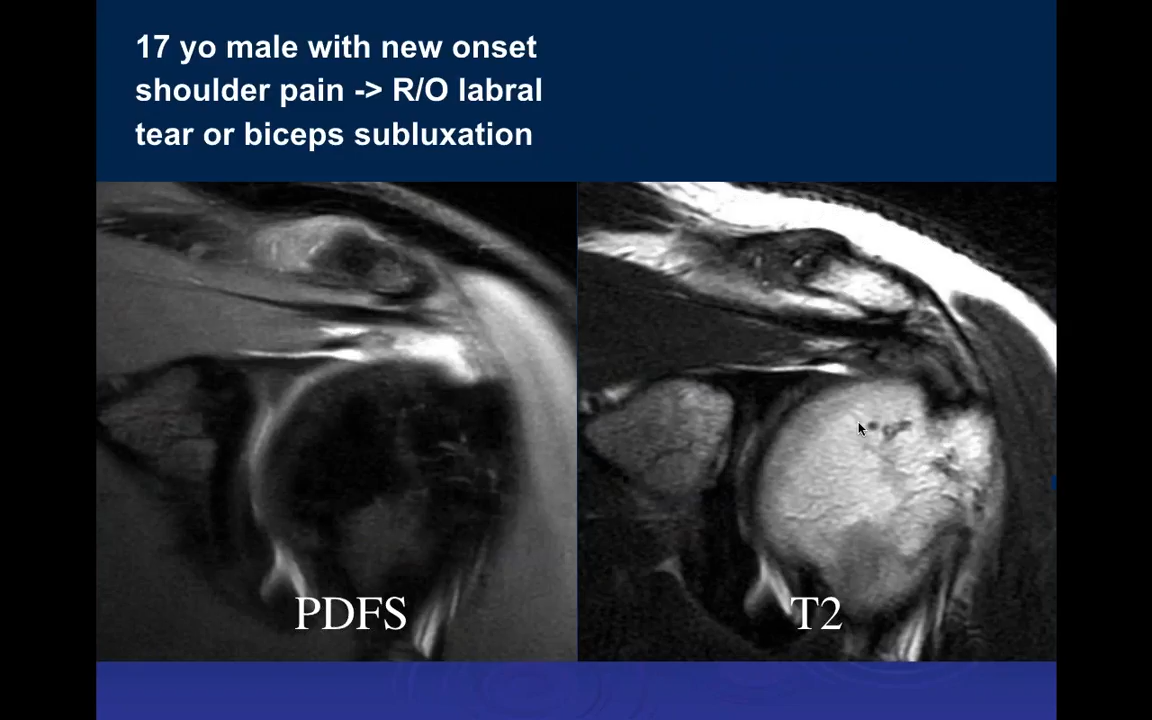 17 yo male with new onset
shoulder pain -> R/O labral
tear or biceps subluxation
PDFS
T2